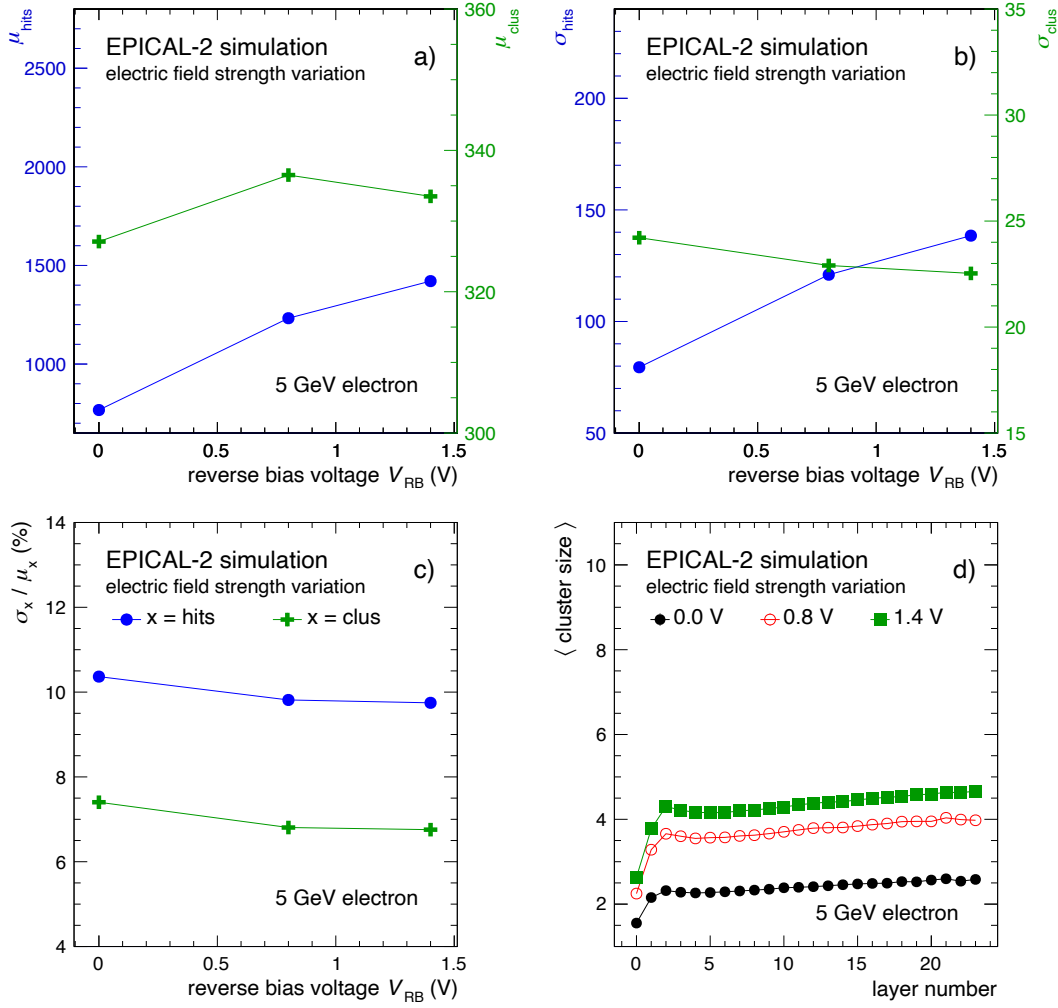 μhits
μclus
EPICAL-2 simulation
electric field strength variation
a)
5 GeV electron
2500
2000
1500
1000
360
340
320
300
0 0.5 1 1.5
reverse bias voltage VRB (V)
σhits
σclus
EPICAL-2 simulation
electric field strength variation
b)
5 GeV electron
200
150
100
50
35
30
25
20
15
0 0.5 1 1.5
reverse bias voltage VRB (V)
σx / μx (%)
EPICAL-2 simulation
electric field strength variation
c)
x = hits x = clus
5 GeV electron
14
12
10
8
6
4
0 0.5 1 1.5
reverse bias voltage VRB (V)
⟨ cluster size ⟩
EPICAL-2 simulation
electric field strength variation
d)
0.0 V 0.8 V 1.4 V
5 GeV electron
10
8
6
4
2
0 5 10 15 20
layer number